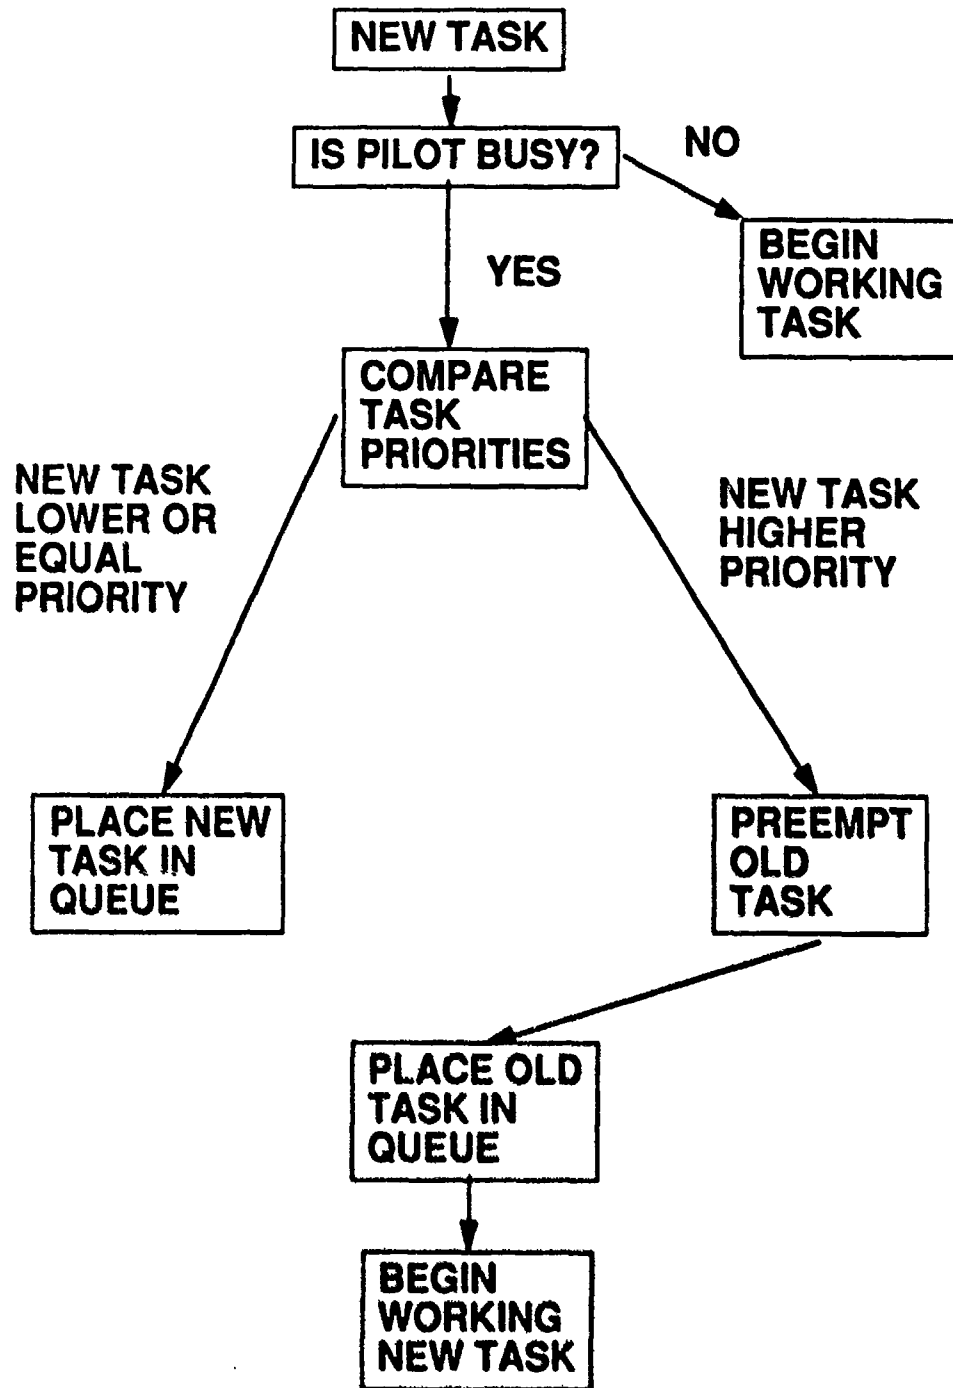 NEW TASK
IS PILOT BUSY?
NO
BEGIN
WORKING
TASK
YES
COMPARE
TASK
PRIORITIES
NEW TASK
LOWER OR
EQUAL
PRIORITY
NEW TASK
HIGHER
PRIORITY
PLACE NEW
TASK IN
QUEUE
PREEMPT
OLD
TASK
PLACE OLD
TASK IN
QUEUE
BEGIN
WORKING
NEW TASK